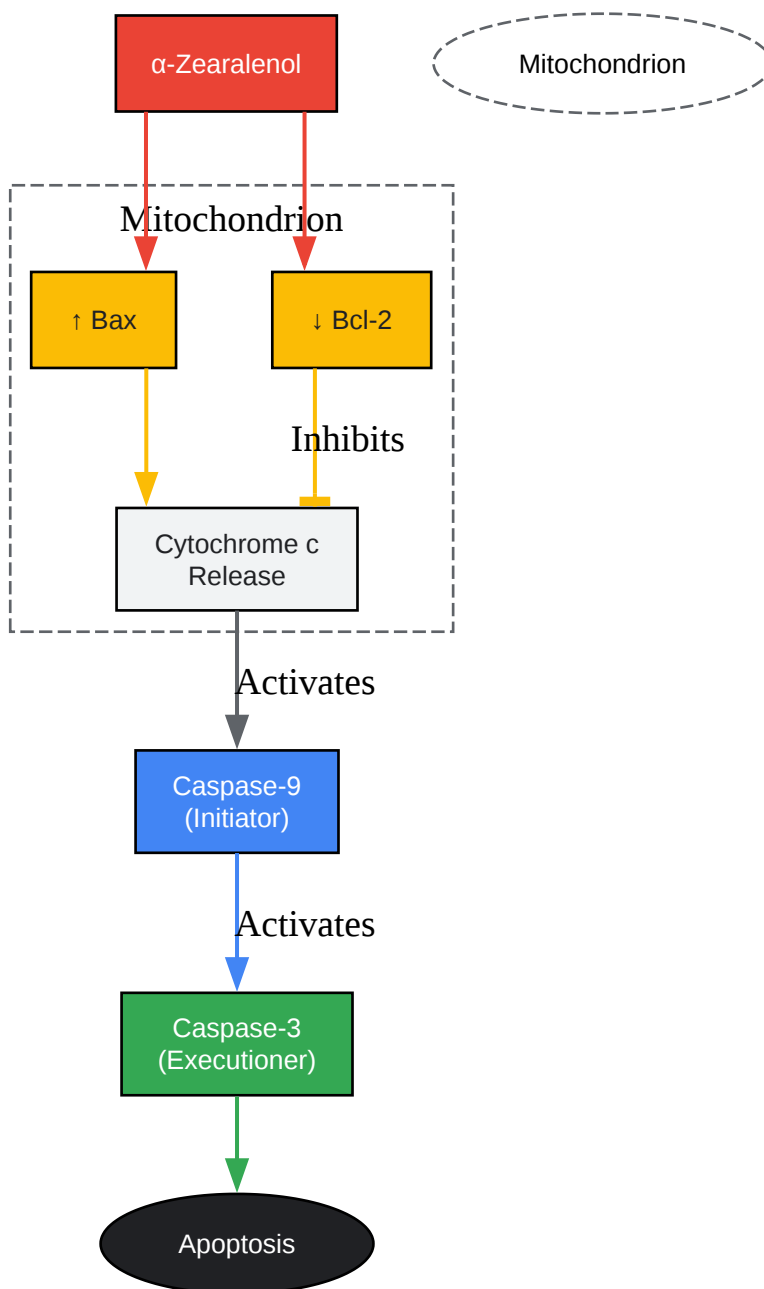 α-Zearalenol
Mitochondrion
Mitochondrion
↑ Bax
↓ Bcl-2
Inhibits
Cytochrome c
Release
Activates
Caspase-9
(Initiator)
Activates
Caspase-3
(Executioner)
Apoptosis